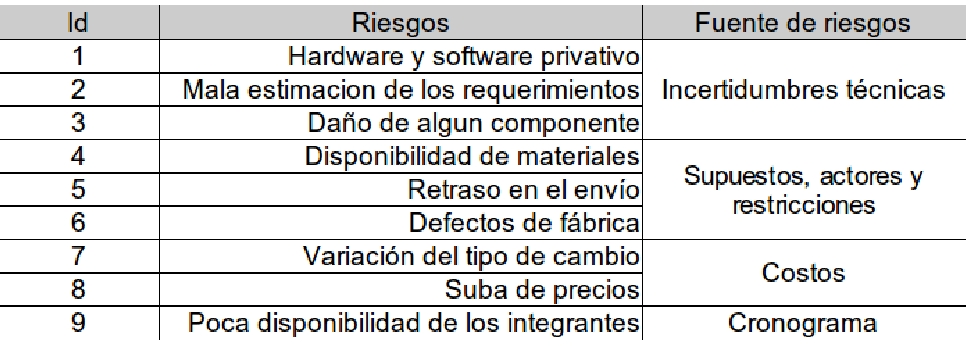 Id Riesgos Fuente de riesgos
1 Hardware y software privativo
2 Mala estimacion de los requerimientos Incertidumbres técnicas
3 Daño de algun componente
4 Disponibilidad de materiales
5 Retraso en el envío Supuestos, actores y
restricciones
6 Defectos de fábrica
7 Variación del tipo de cambio
Costos
8 Suba de precios
9 Poca disponibilidad de los integrantes Cronograma